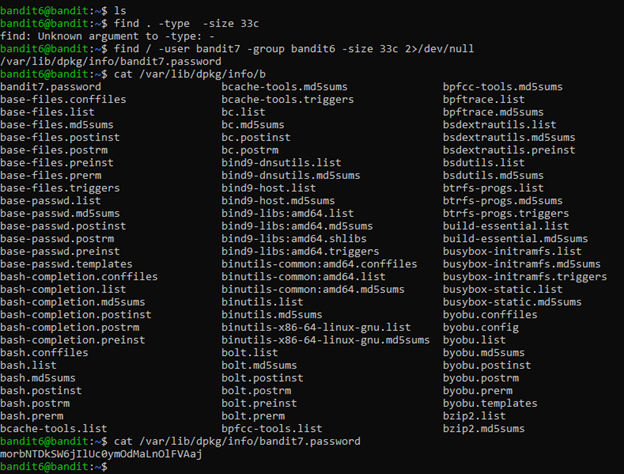 bandit6@bandit:~$ ls
bandit6@bandit:~$ find . -type  -size 33c
find: Unknown argument to -type: -
bandit6@bandit:~$ find / -user bandit7 -group bandit6 -size 33c 2>/dev/null
/var/lib/dpkg/info/bandit7.password
bandit6@bandit:~$ cat /var/lib/dpkg/info/b
bandit7.password bcache-tools.md5sums bpfcc-tools.md5sums
base-files.conffiles bcache-tools.triggers bpftrace.list
base-files.list bc.list bpftrace.md5sums
base-files.md5sums bc.md5sums bsdextrautils.list
base-files.postinst bc.postinst bsdextrautils.md5sums
base-files.postrm bc.postrm bsdextrautils.preinst
base-files.preinst bind9-dnsutils.list bsdutils.list
base-files.prerm bind9-dnsutils.md5sums bsdutils.md5sums
base-files.triggers bind9-host.list btrfs-progs.list
base-passwd.list bind9-host.md5sums btrfs-progs.md5sums
base-passwd.md5sums bind9-libs:amd64.list btrfs-progs.triggers
base-passwd.postinst bind9-libs:amd64.md5sums build-essential.list
base-passwd.postrm bind9-libs:amd64.shlibs build-essential.md5sums
base-passwd.preinst bind9-libs:amd64.triggers busybox-initramfs.list
base-passwd.templates binutils-common:amd64.conffiles busybox-initramfs.md5sums
bash-completion.conffiles binutils-common:amd64.list busybox-initramfs.triggers
bash-completion.list binutils-common:amd64.md5sums busybox-static.list
bash-completion.md5sums binutils.list busybox-static.md5sums
bash-completion.postinst binutils.md5sums byobu.conffiles
bash-completion.postrm binutils-x86-64-linux-gnu.list byobu.config
bash-completion.preinst binutils-x86-64-linux-gnu.md5sums byobu.list
bash.conffiles bolt.list byobu.md5sums
bash.list bolt.md5sums byobu.postinst
bash.md5sums bolt.postinst byobu.postrm
bash.postinst bolt.postrm byobu.prerm
bash.postrm bolt.preinst byobu.templates
bash.prerm bolt.prerm bzip2.list
bcache-tools.list bpfcc-tools.list bzip2.md5sums
bandit6@bandit:~$ cat /var/lib/dpkg/info/bandit7.password
morbNTDkSW6jIlUc0ymOdMaLnOlFVAaj
bandit6@bandit:~$